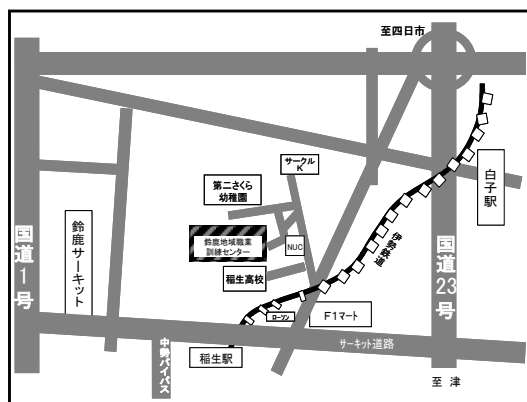 至四日市
サークル
K
第二さくら
幼稚園
白子駅
鈴鹿地域職業
訓練センター
NUC
伊勢鉄道
国道1号
鈴鹿サーキット
稲生高校
国道23号
ローソン
F1マート
サーキット道路
稲生駅
中勢バイパス
至 津